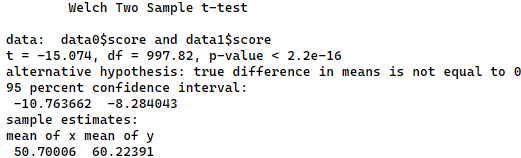 Welch Two Sample t-test
data:  data0$score and data1$score
t = -15.074, df = 997.82, p-value < 2.2e-16
alternative hypothesis: true difference in means is not equal to 0
95 percent confidence interval:
 -10.763662  -8.284043
sample estimates:
mean of x mean of y
 50.70006  60.22391